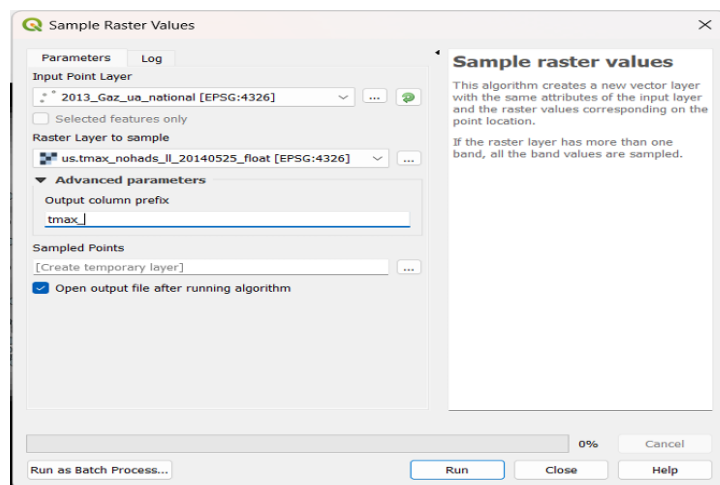 Sample Raster Values
Parameters
Log
Input Point Layer
2013_Gaz_ua_national [EPSG:4326]
...
Selected features only
Raster Layer to sample
us.tmax_nohads_ll_20140525_float [EPSG:4326]
...
Advanced parameters
Output column prefix
tmax_
Sampled Points
[Create temporary layer]
...
Open output file after running algorithm
Sample raster values
This algorithm creates a new vector layer
with the same attributes of the input layer
and the raster values corresponding on the
point location.
If the raster layer has more than one
band, all the band values are sampled.
0%
Cancel
Run as Batch Process...
Run
Close
Help